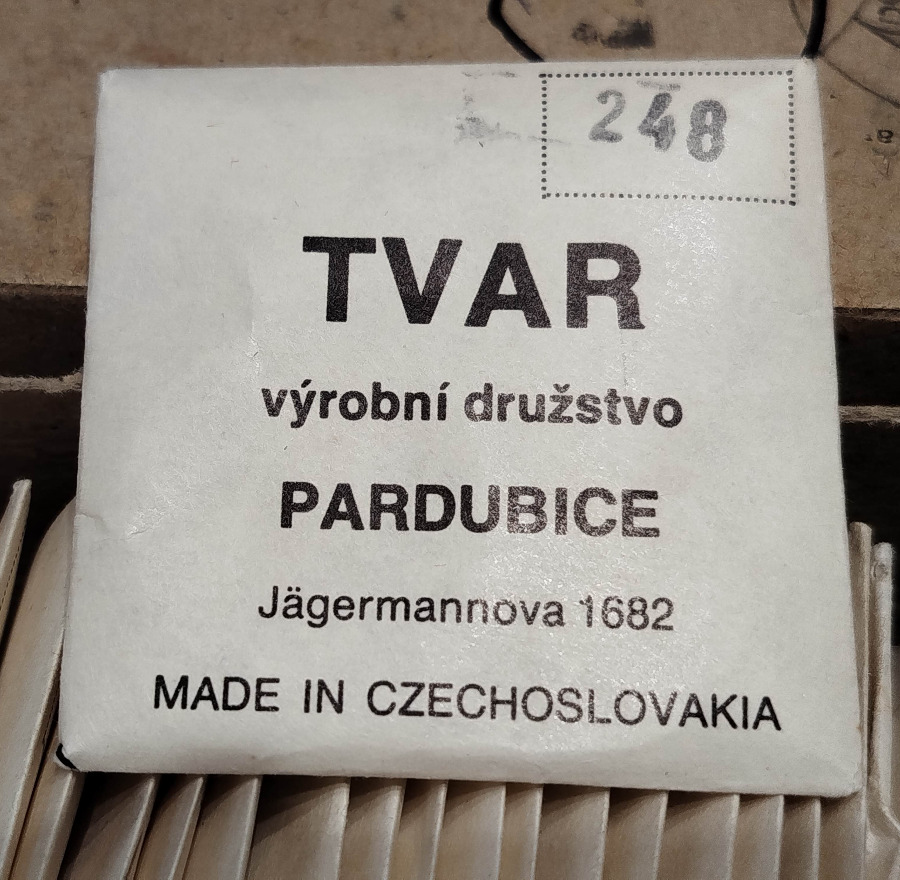 248
TVAR
výrobní družstvo
PARDUBICE
Jägermannova 1682
MADE IN CZECHOSLOVAKIA